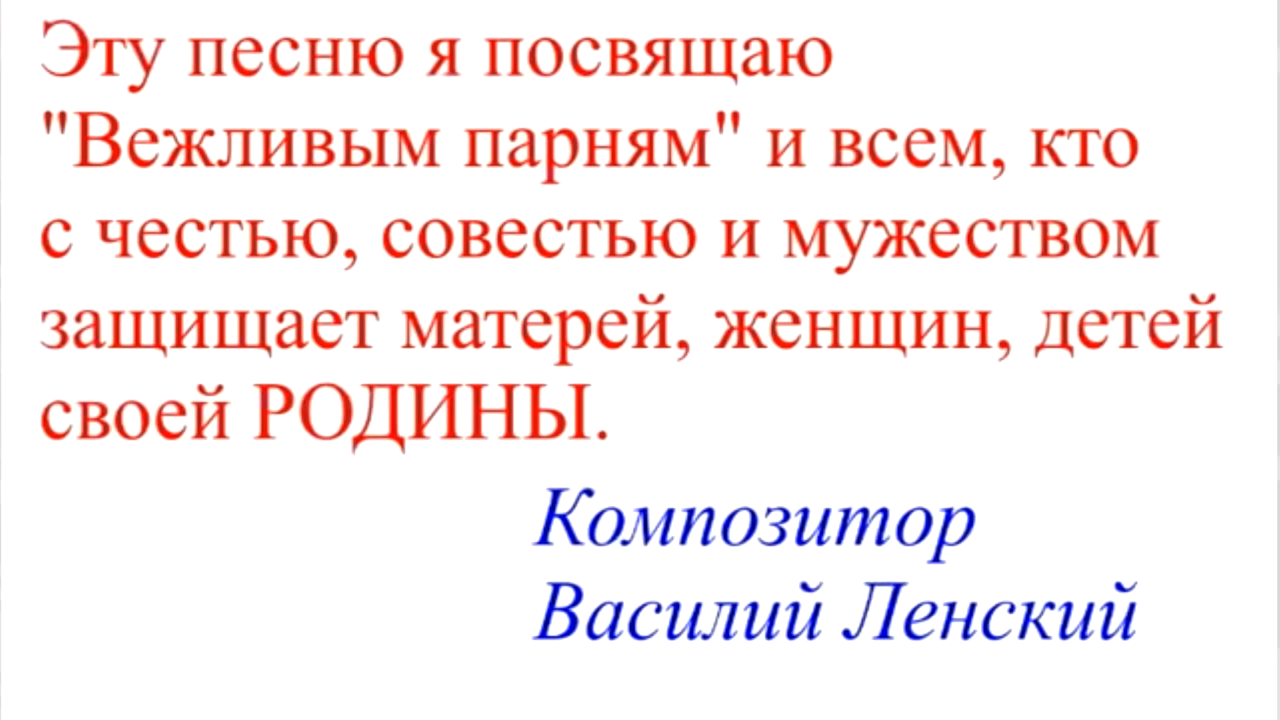 Эту песню я посвящаю
"Вежливым парням" и всем, кто
с честью, совестью и мужеством
защищает матерей, женщин, детей
своей РОДИНЫ.
Композитор
Василий Ленский